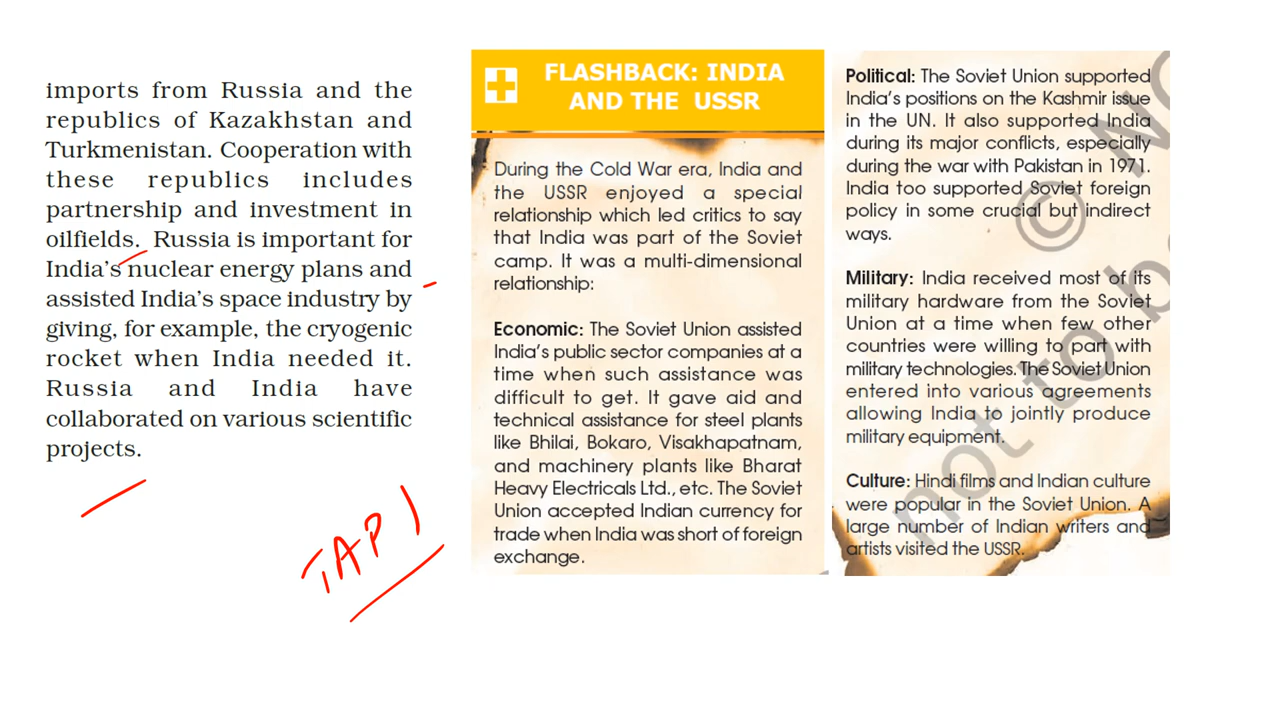 imports from Russia and the
republics of Kazakhstan and
Turkmenistan. Cooperation with
these republics includes
partnership and investment in
oilfields. Russia is important for
India's nuclear energy plans and
assisted India's space industry by
giving, for example, the cryogenic
rocket when India needed it.
Russia and India have
collaborated on various scientific
projects.
TAPI
FLASHBACK: INDIA
AND THE USSR
During the Cold War era, India and
the USSR enjoyed a special
relationship which led critics to say
that India was part of the Soviet
camp. It was a multi-dimensional
relationship:
Economic: The Soviet Union assisted
India's public sector companies at a
time when such assistance was
difficult to get. It gave aid and
technical assistance for steel plants
like Bhilai, Bokaro, Visakhapatnam,
and machinery plants like Bharat
Heavy Electricals Ltd., etc. The Soviet
Union accepted Indian currency for
trade when India was short of foreign
exchange.
Political: The Soviet Union supported
India's positions on the Kashmir issue
in the UN. It also supported India
during its major conflicts, especially
during the war with Pakistan in 1971.
India too supported Soviet foreign
policy in some crucial but indirect
ways.
Military: India received most of its
military hardware from the Soviet
Union at a time when few other
countries were willing to part with
military technologies. The Soviet Union
entered into various agreements
allowing India to jointly produce
military equipment.
Culture: Hindi films and Indian culture
were popular in the Soviet Union. A
large number of Indian writers and
artists visited the USSR.
© N
not to b